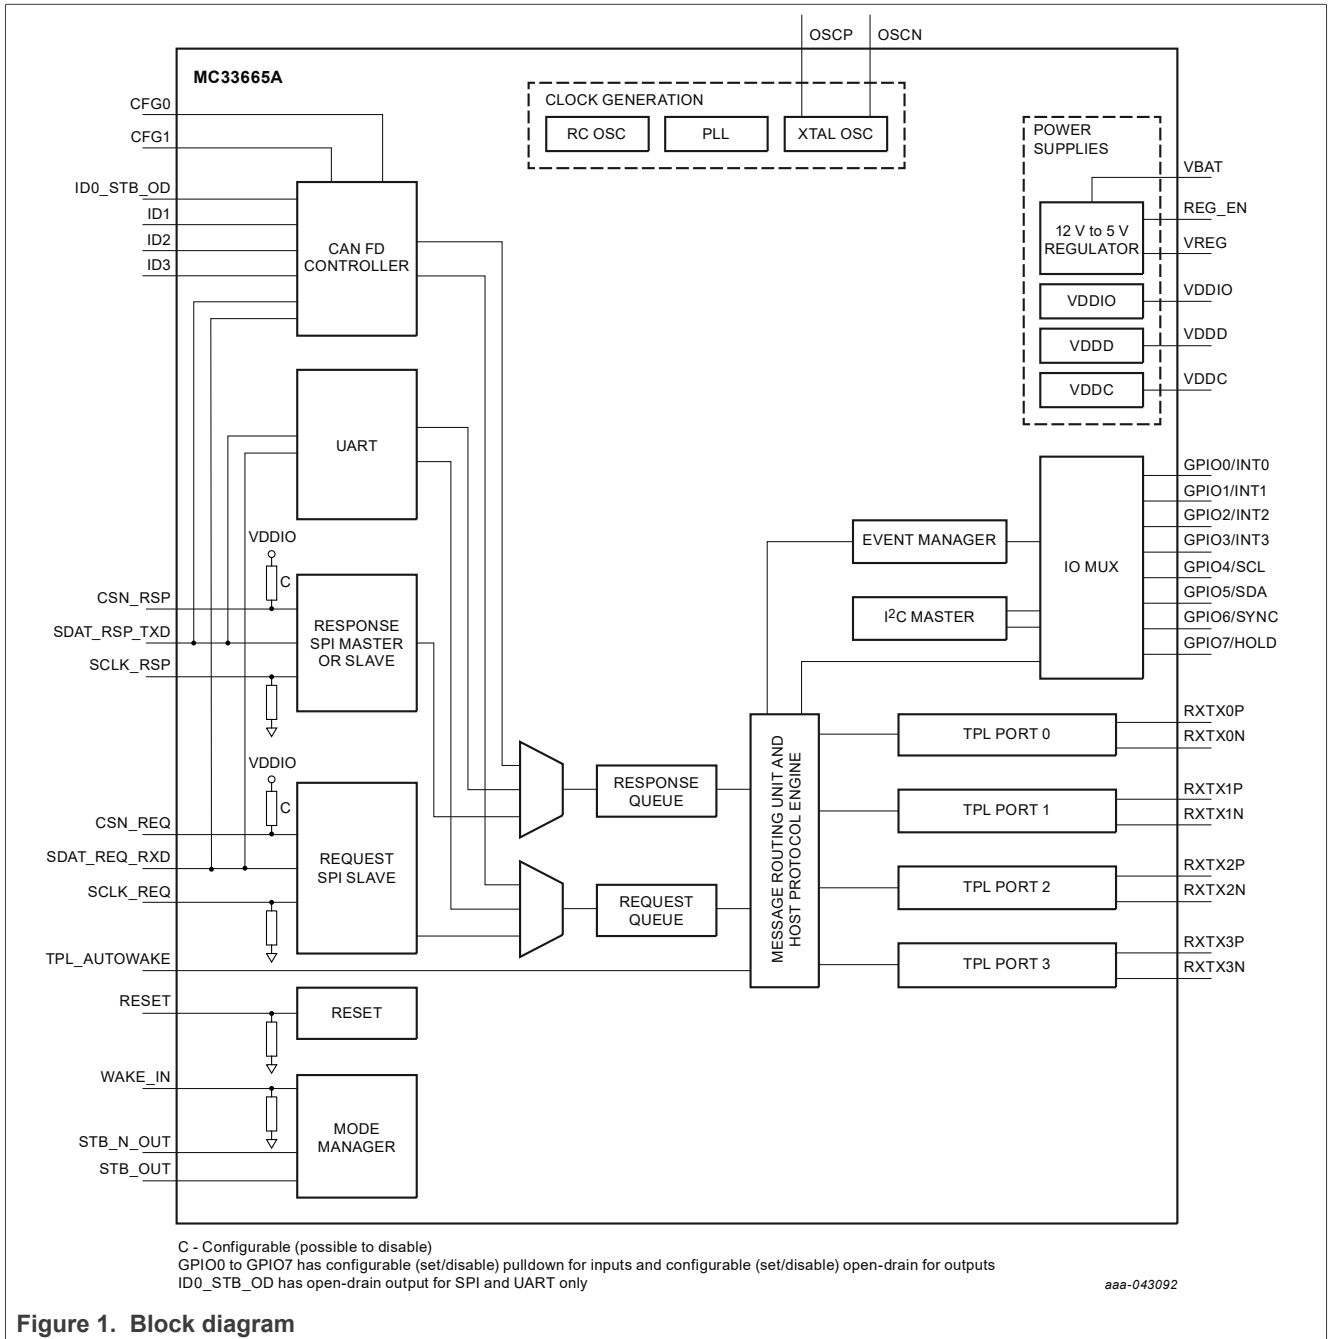 OSCP
OSCN
MC33665A
CFG0
CFG1
ID0_STB_OD
ID1
ID2
ID3
CAN FD
CONTROLLER
CLOCK GENERATION
RC OSC
PLL
XTAL OSC
POWER
SUPPLIES
12 V to 5 V
REGULATOR
VDDIO
VDDD
VDDC
VBAT
REG_EN
VREG
VDDIO
VDDD
VDDC
UART
VDDIO
C
CSN_RSP
SDAT_RSP_TXD
SCLK_RSP
RESPONSE
SPI MASTER
OR SLAVE
VDDIO
C
CSN_REQ
SDAT_REQ_RXD
SCLK_REQ
REQUEST
SPI SLAVE
TPL_AUTOWAKE
RESET
RESET
WAKE_IN
STB_N_OUT
STB_OUT
MODE
MANAGER
RESPONSE
QUEUE
REQUEST
QUEUE
MESSAGE ROUTING UNIT AND
HOST PROTOCOL ENGINE
EVENT MANAGER
I2C MASTER
IO MUX
GPIO0/INT0
GPIO1/INT1
GPIO2/INT2
GPIO3/INT3
GPIO4/SCL
GPIO5/SDA
GPIO6/SYNC
GPIO7/HOLD
TPL PORT 0
RXTX0P
RXTX0N
TPL PORT 1
RXTX1P
RXTX1N
TPL PORT 2
RXTX2P
RXTX2N
TPL PORT 3
RXTX3P
RXTX3N
C - Configurable (possible to disable)
GPIO0 to GPIO7 has configurable (set/disable) pulldown for inputs and configurable (set/disable) open-drain for outputs
ID0_STB_OD has open-drain output for SPI and UART only
aaa-043092
Figure 1. Block diagram